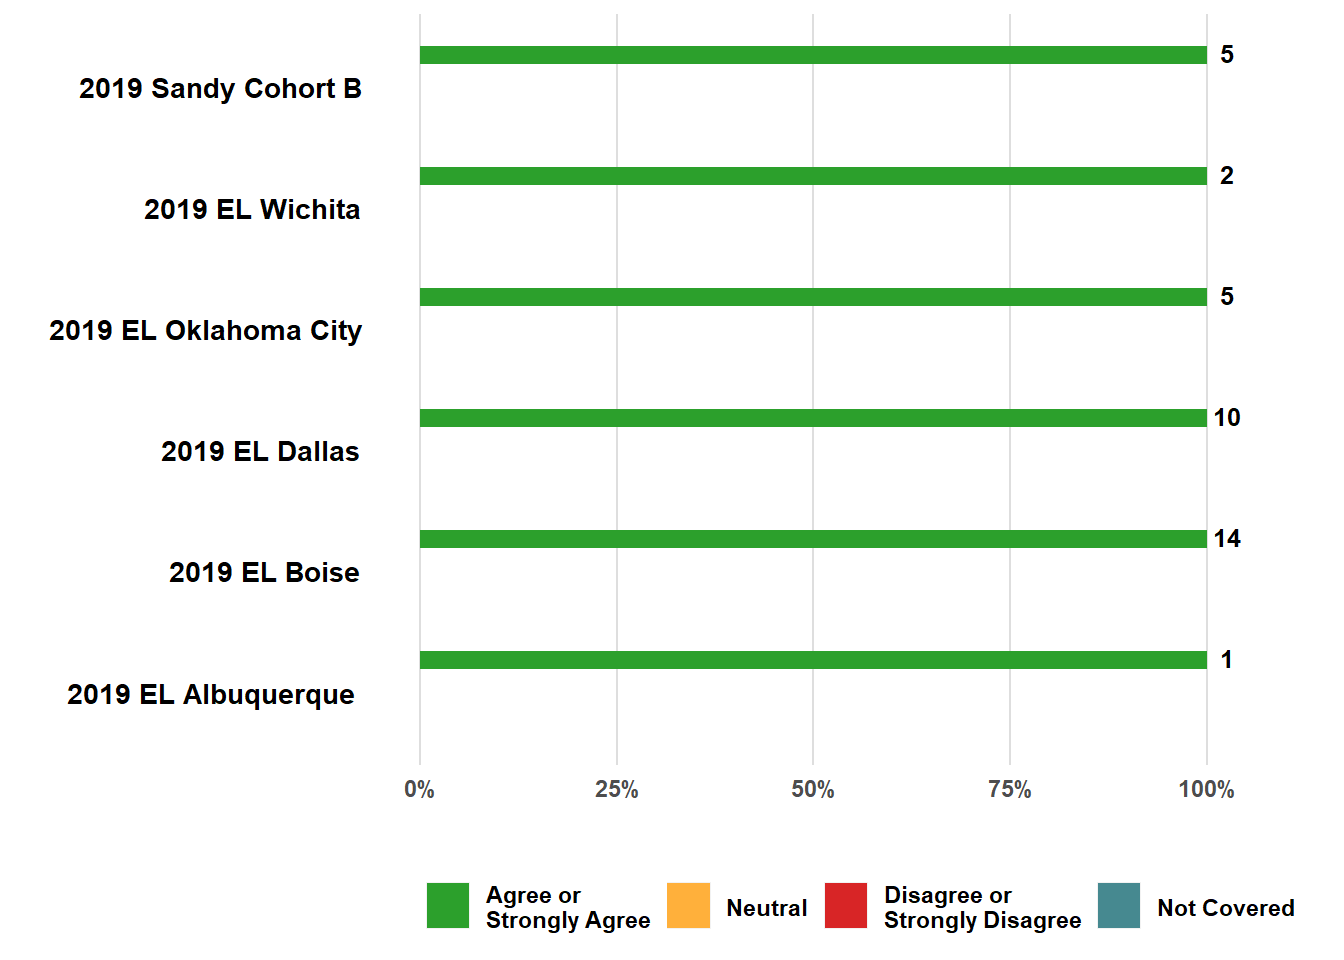 5
2019 Sandy Cohort B
2
2019 EL Wichita
5
2019 EL Oklahoma City
10
2019 EL Dallas
14
2019 EL Boise
1
2019 EL Albuquerque
0% 25% 50% 75% 100%
Agree or
Strongly Agree
Neutral
Disagree or
Strongly Disagree
Not Covered